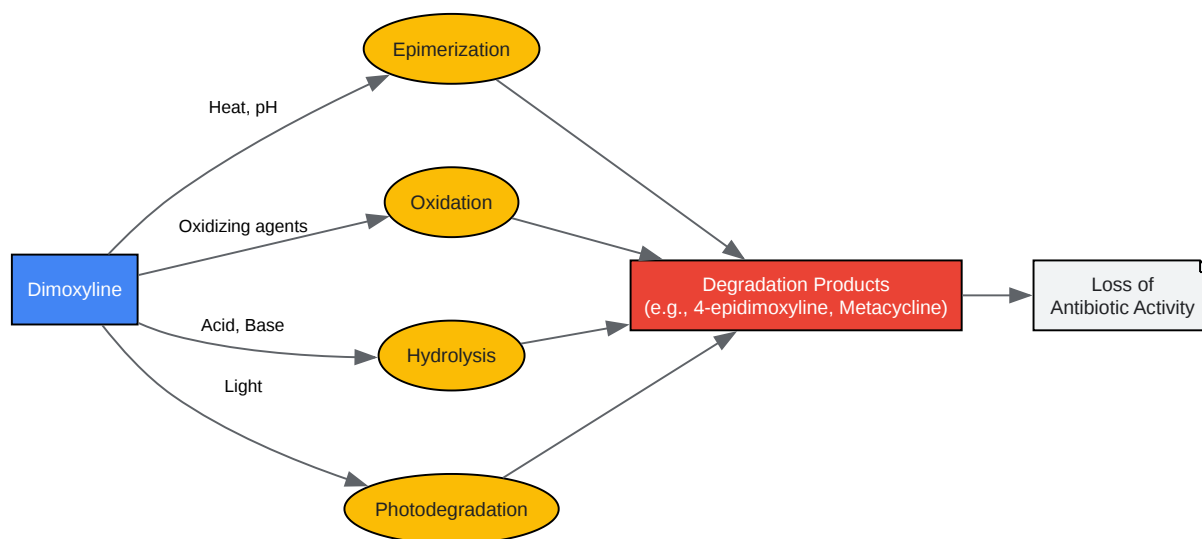 Epimerization
Heat, pH
Oxidation
Oxidizing agents
Dimoxyline
Degradation Products
(e.g., 4-epidimoxyline, Metacycline)
Loss of
Antibiotic Activity
Acid, Base
Hydrolysis
Light
Photodegradation